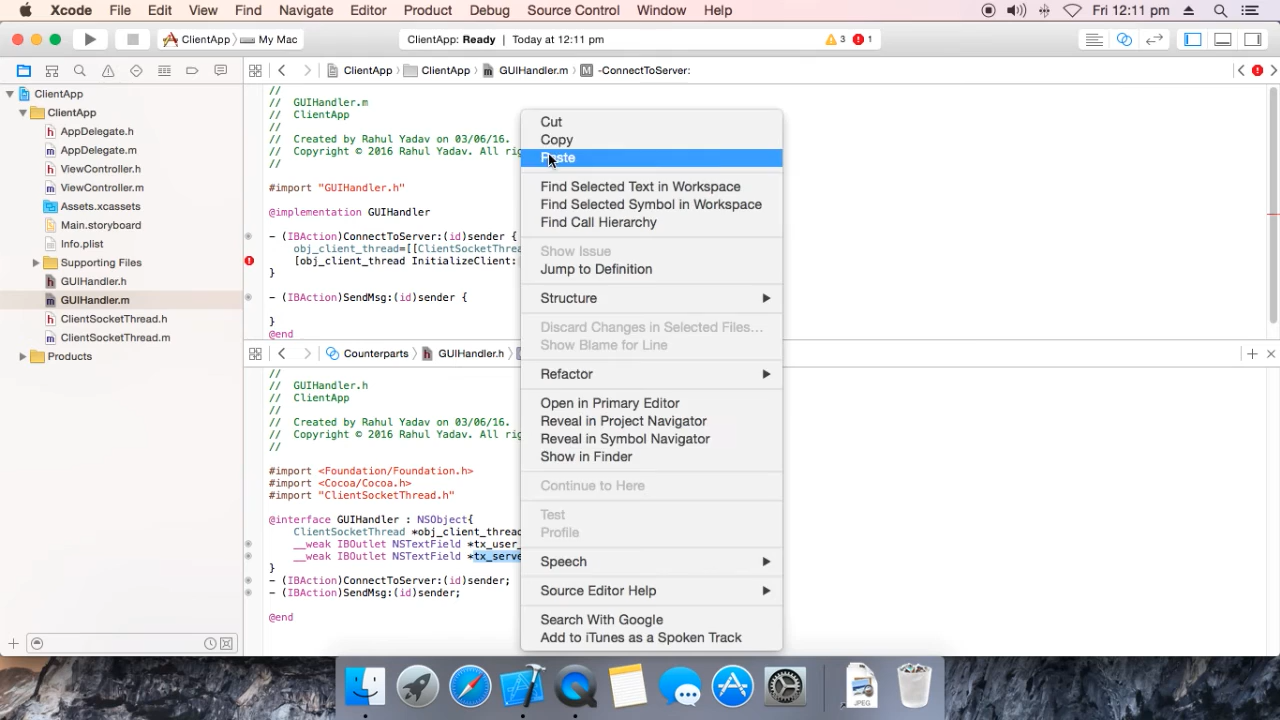 Xcode File Edit View Find Navigate Editor Product Debug Source Control Window Help Fri 12:11 pm
ClientApp My Mac ClientApp: Ready | Today at 12:11 pm 3 1
ClientApp ClientApp GUIHandler.m M -ConnectToServer:
ClientApp
ClientApp
h AppDelegate.h
m AppDelegate.m
h ViewController.h
m ViewController.m
Assets.xcassets
Main.storyboard
Info.plist
Supporting Files
h GUIHandler.h
m GUIHandler.m
h ClientSocketThread.h
m ClientSocketThread.m
Products
//
// GUIHandler.m
// ClientApp
//
// Created by Rahul Yadav on 03/06/16.
// Copyright © 2016 Rahul Yadav. All
//
#import "GUIHandler.h"
@implementation GUIHandler
- (IBAction)ConnectToServer:(id)sender {
obj_client_thread=[[ClientSocketThrea
[obj_client_thread InitializeClient:
}
- (IBAction)SendMsg:(id)sender {
}
@end
Counterparts h GUIHandler.h
//
// GUIHandler.h
// ClientApp
//
// Created by Rahul Yadav on 03/06/16.
// Copyright © 2016 Rahul Yadav. All
//
#import <Foundation/Foundation.h>
#import <Cocoa/Cocoa.h>
#import "ClientSocketThread.h"
@interface GUIHandler : NSObject{
ClientSocketThread *obj_client_thread
__weak IBOutlet NSTextField *tx_user_
__weak IBOutlet NSTextField *tx_serve
}
- (IBAction)ConnectToServer:(id)sender;
- (IBAction)SendMsg:(id)sender;
@end
Cut
Copy
Paste
Find Selected Text in Workspace
Find Selected Symbol in Workspace
Find Call Hierarchy
Show Issue
Jump to Definition
Structure
Discard Changes in Selected Files...
Show Blame for Line
Refactor
Open in Primary Editor
Reveal in Project Navigator
Reveal in Symbol Navigator
Show in Finder
Continue to Here
Test
Profile
Speech
Source Editor Help
Search With Google
Add to iTunes as a Spoken Track
JPEG